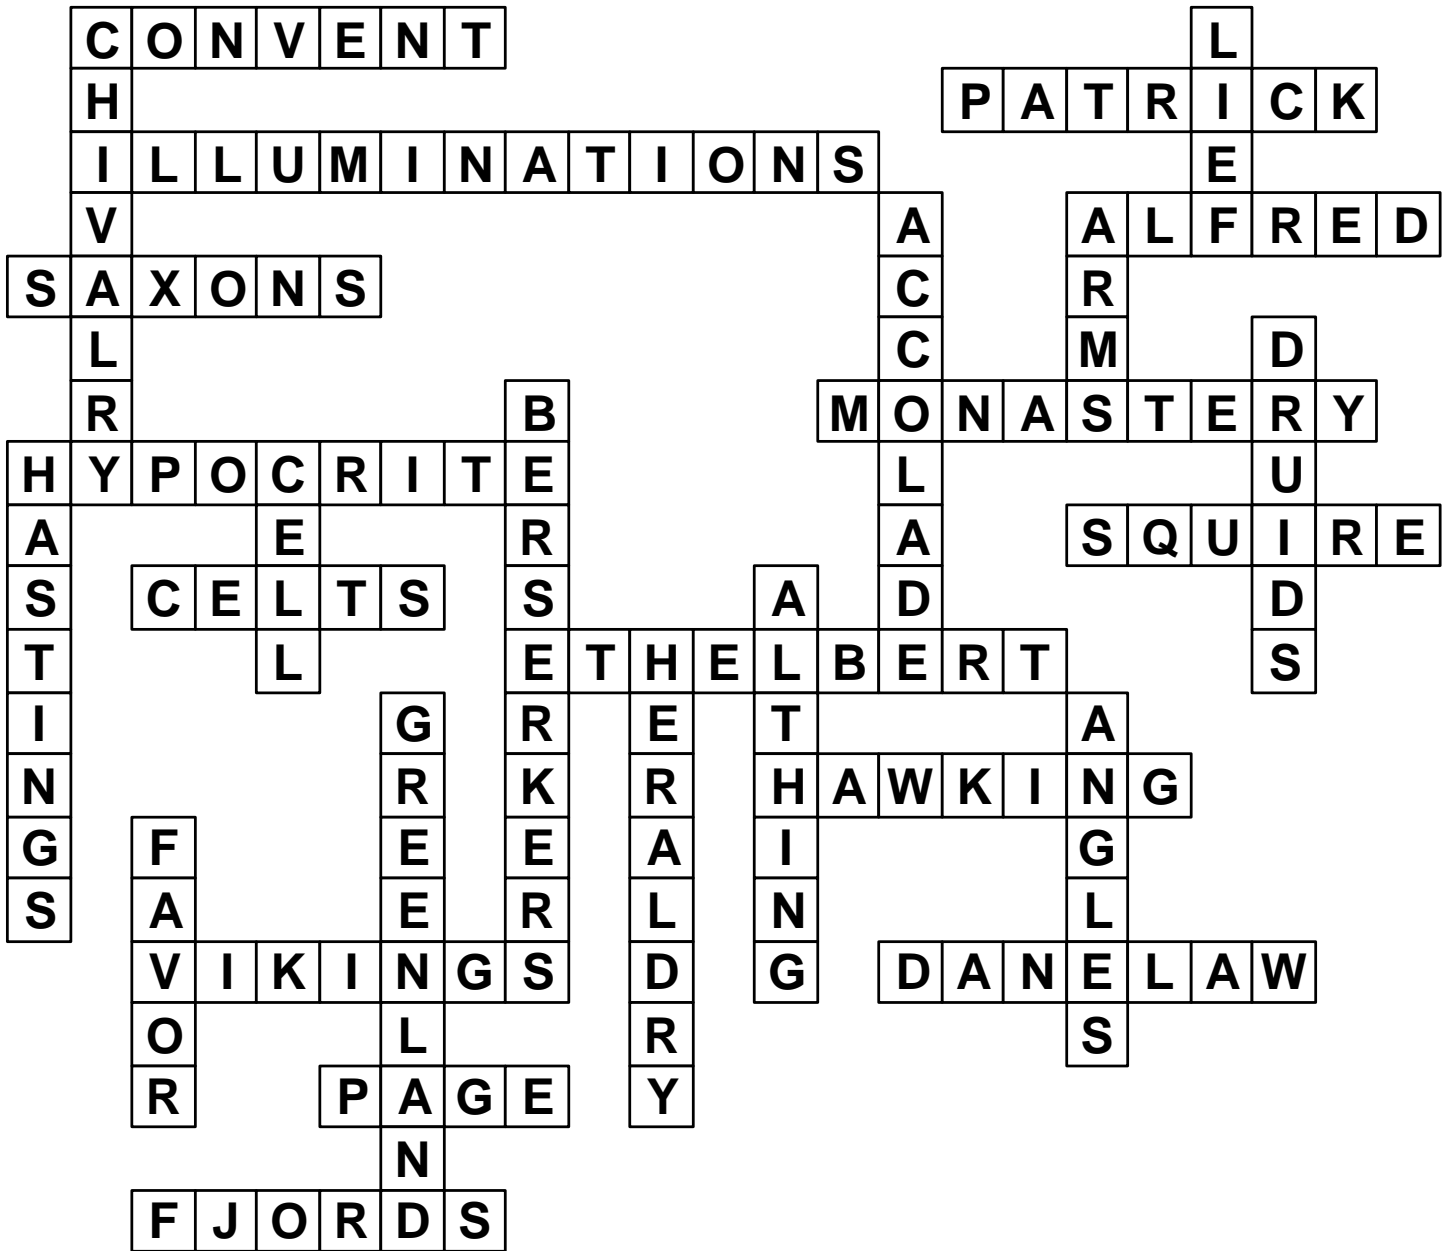 CONVENT
CHIVALRY
LIEF
PATRICK
ILLUMINATIONS
ACCOLADE
ALFRED
ARMS
SAXONS
DRUIDS
BERSERKERS
MONASTERY
HYPOCRITE
HASTINGS
CELL
SQUIRE
CELTS
ALTHING
ETHELBERT
HERALDRY
GREENLAND
ANGLES
HAWKING
FAVOR
VIKINGS
DANELAW
PAGE
FJORDS